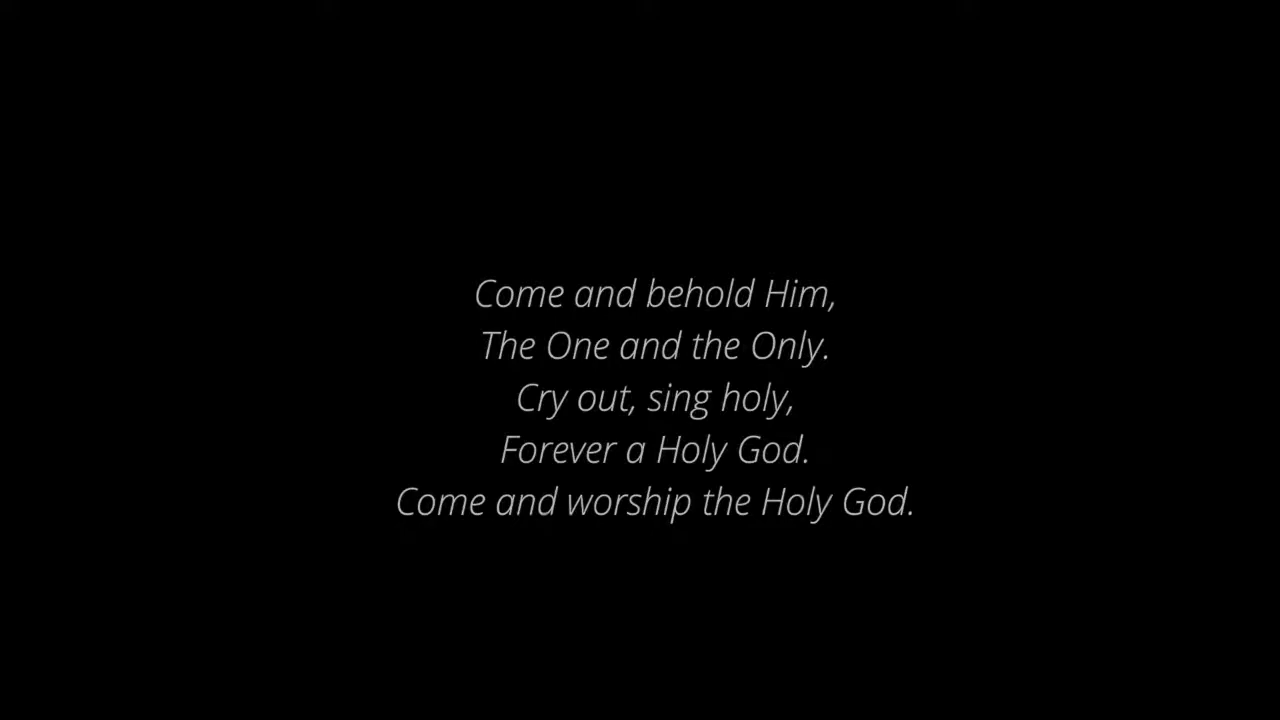 Come and behold Him,
The One and the Only.
Cry out, sing holy,
Forever a Holy God.
Come and worship the Holy God.